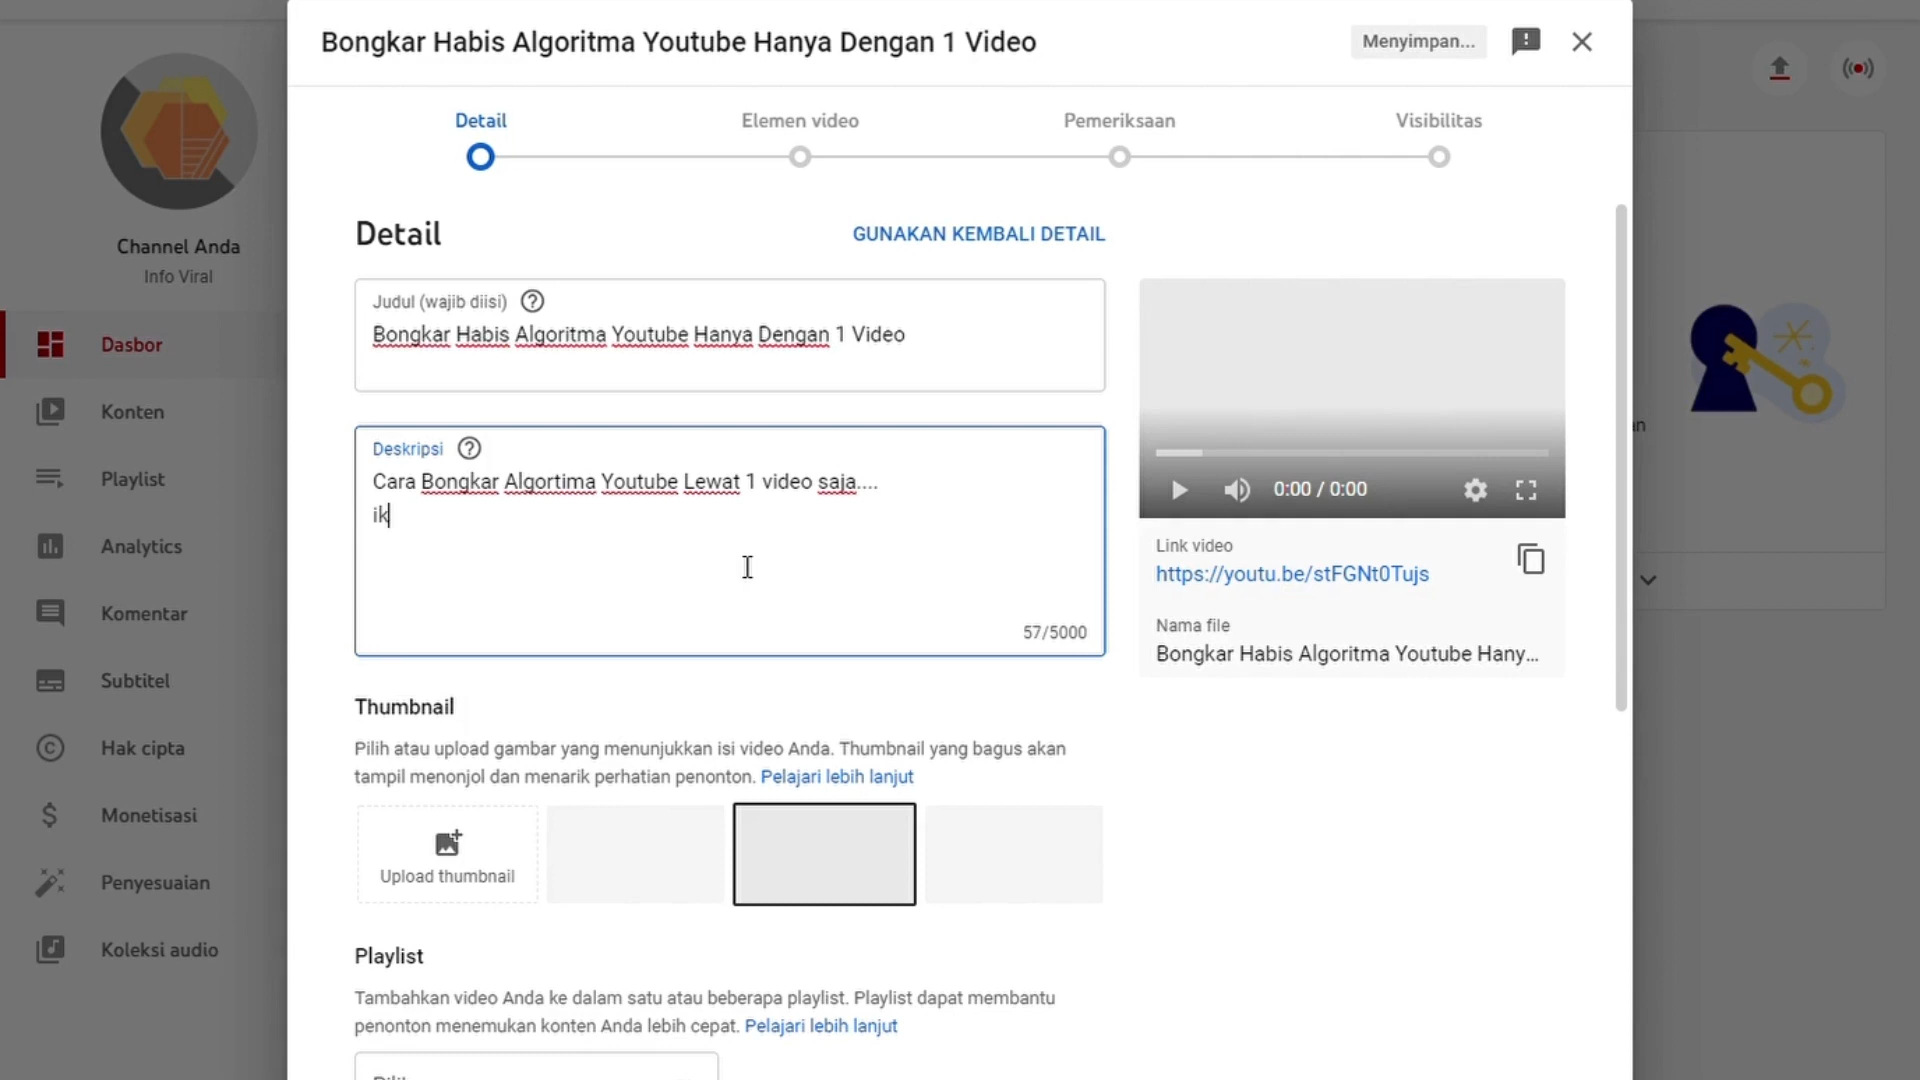 Bongkar Habis Algoritma Youtube Hanya Dengan 1 Video
Menyimpan...
Detail
Elemen video
Pemeriksaan
Visibilitas
Channel Anda
Info Viral
Dasbor
Konten
Playlist
Analytics
Komentar
Subtitel
Hak cipta
Monetisasi
Penyesuaian
Koleksi audio
Detail
GUNAKAN KEMBALI DETAIL
Judul (wajib diisi)
Bongkar Habis Algoritma Youtube Hanya Dengan 1 Video
Deskripsi
Cara Bongkar Algortima Youtube Lewat 1 video saja....
ik
57/5000
0:00 / 0:00
Link video
https://youtu.be/stFGNt0Tujs
Nama file
Bongkar Habis Algoritma Youtube Hany...
Thumbnail
Pilih atau upload gambar yang menunjukkan isi video Anda. Thumbnail yang bagus akan
tampil menonjol dan menarik perhatian penonton. Pelajari lebih lanjut
Upload thumbnail
Playlist
Tambahkan video Anda ke dalam satu atau beberapa playlist. Playlist dapat membantu
penonton menemukan konten Anda lebih cepat. Pelajari lebih lanjut